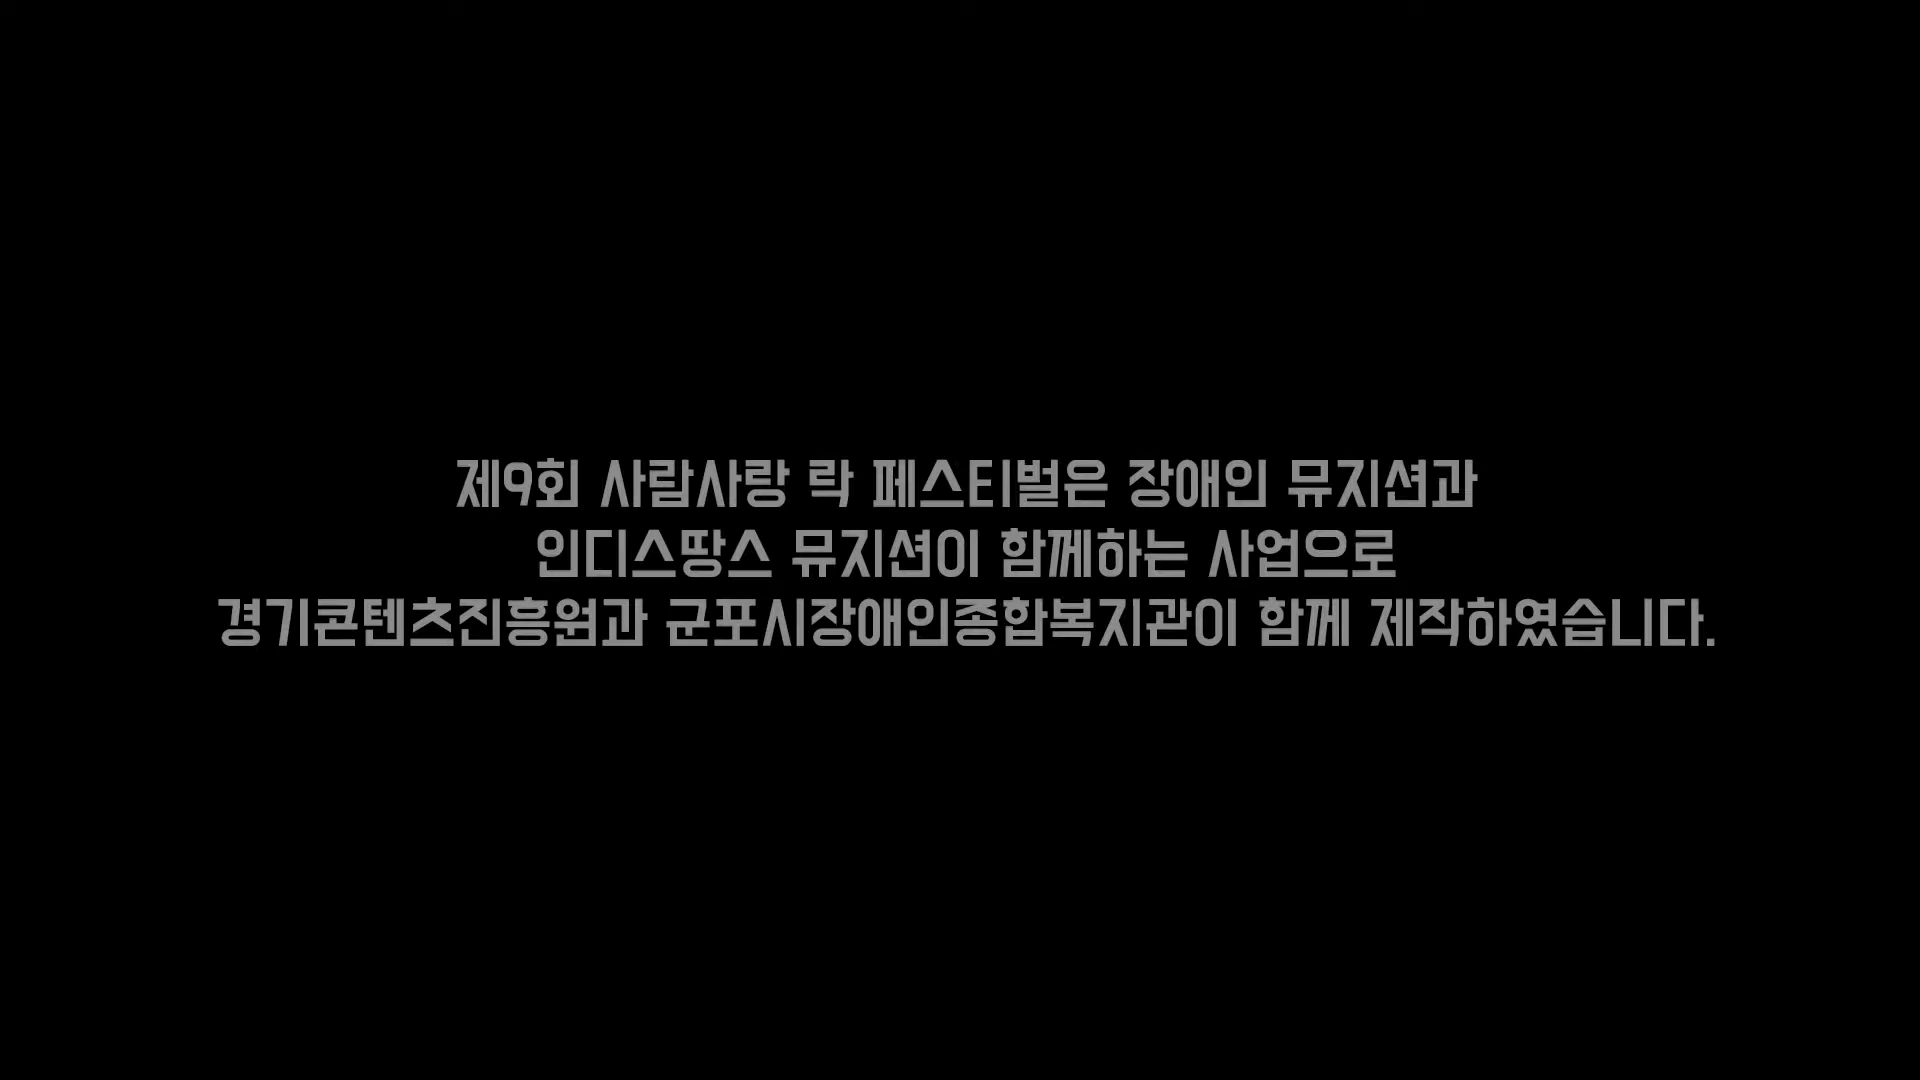 제9회 사람사랑 락 페스티벌은 장애인 뮤지션과
인디스땅스 뮤지션이 함께하는 사업으로
경기콘텐츠진흥원과 군포시장애인종합복지관이 함께 제작하였습니다.